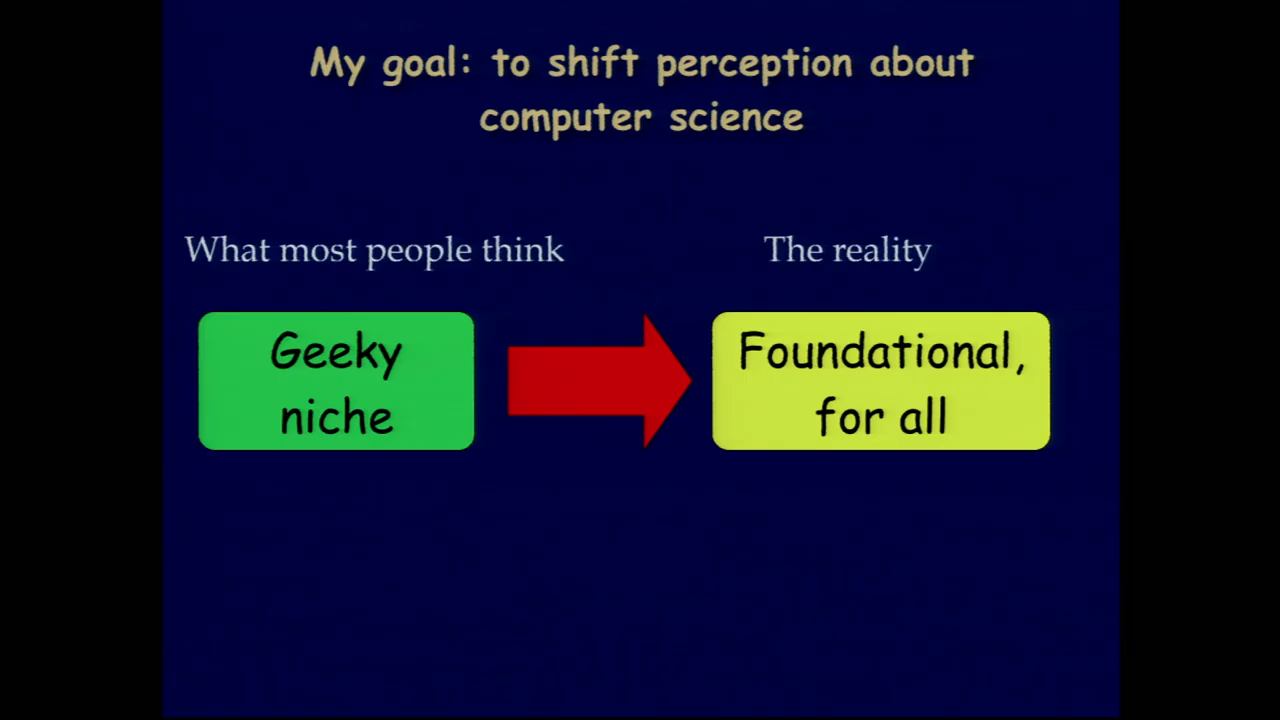 My goal: to shift perception about
computer science
What most people think
The reality
Geeky
niche
Foundational,
for all